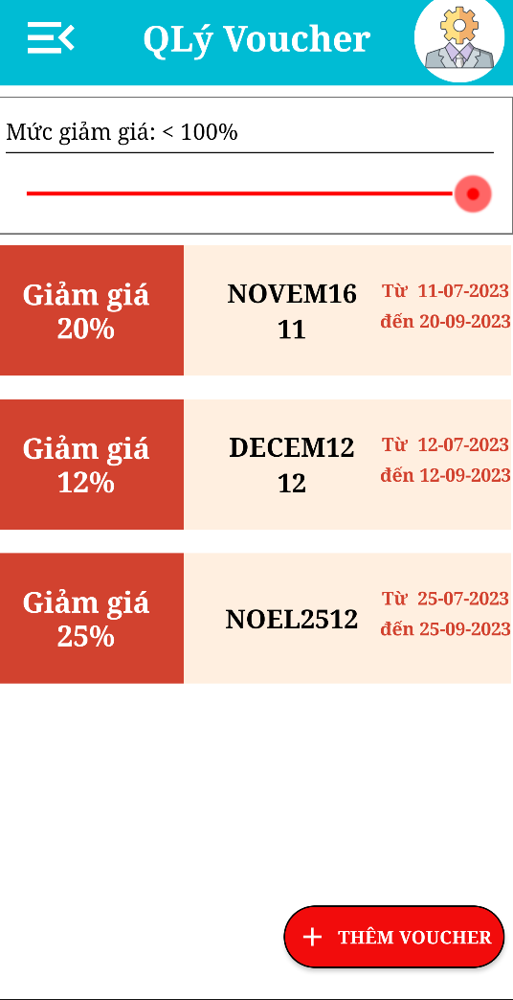 QLý Voucher
Mức giảm giá: < 100%
Giảm giá
20%
NOVEM16
11
Từ 11-07-2023
đến 20-09-2023
Giảm giá
12%
DECEM12
12
Từ 12-07-2023
đến 12-09-2023
Giảm giá
25%
NOEL2512
Từ 25-07-2023
đến 25-09-2023
+ THÊM VOUCHER